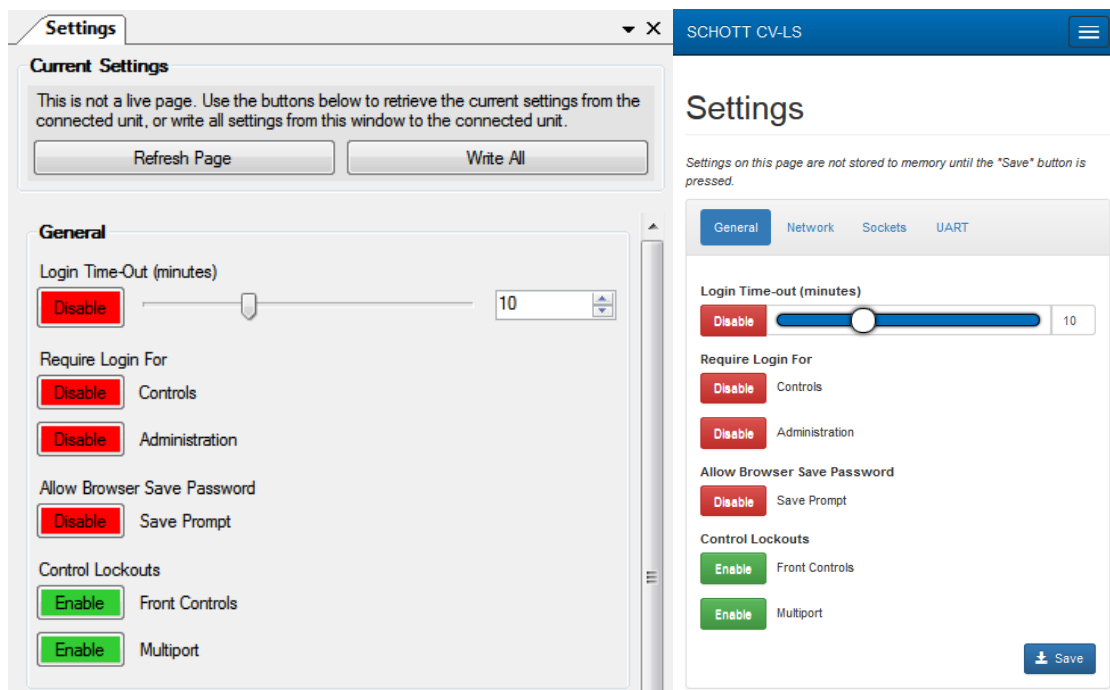 Settings
Current Settings
This is not a live page. Use the buttons below to retrieve the current settings from the
connected unit, or write all settings from this window to the connected unit.
Refresh Page Write All
General
Login Time-Out (minutes)
Disable 10
Require Login For
Disable Controls
Disable Administration
Allow Browser Save Password
Disable Save Prompt
Control Lockouts
Enable Front Controls
Enable Multiport
SCHOTT CV-LS
Settings
Settings on this page are not stored to memory until the "Save" button is
pressed.
General Network Sockets UART
Login Time-out (minutes)
Disable 10
Require Login For
Disable Controls
Disable Administration
Allow Browser Save Password
Disable Save Prompt
Control Lockouts
Enable Front Controls
Enable Multiport
Save